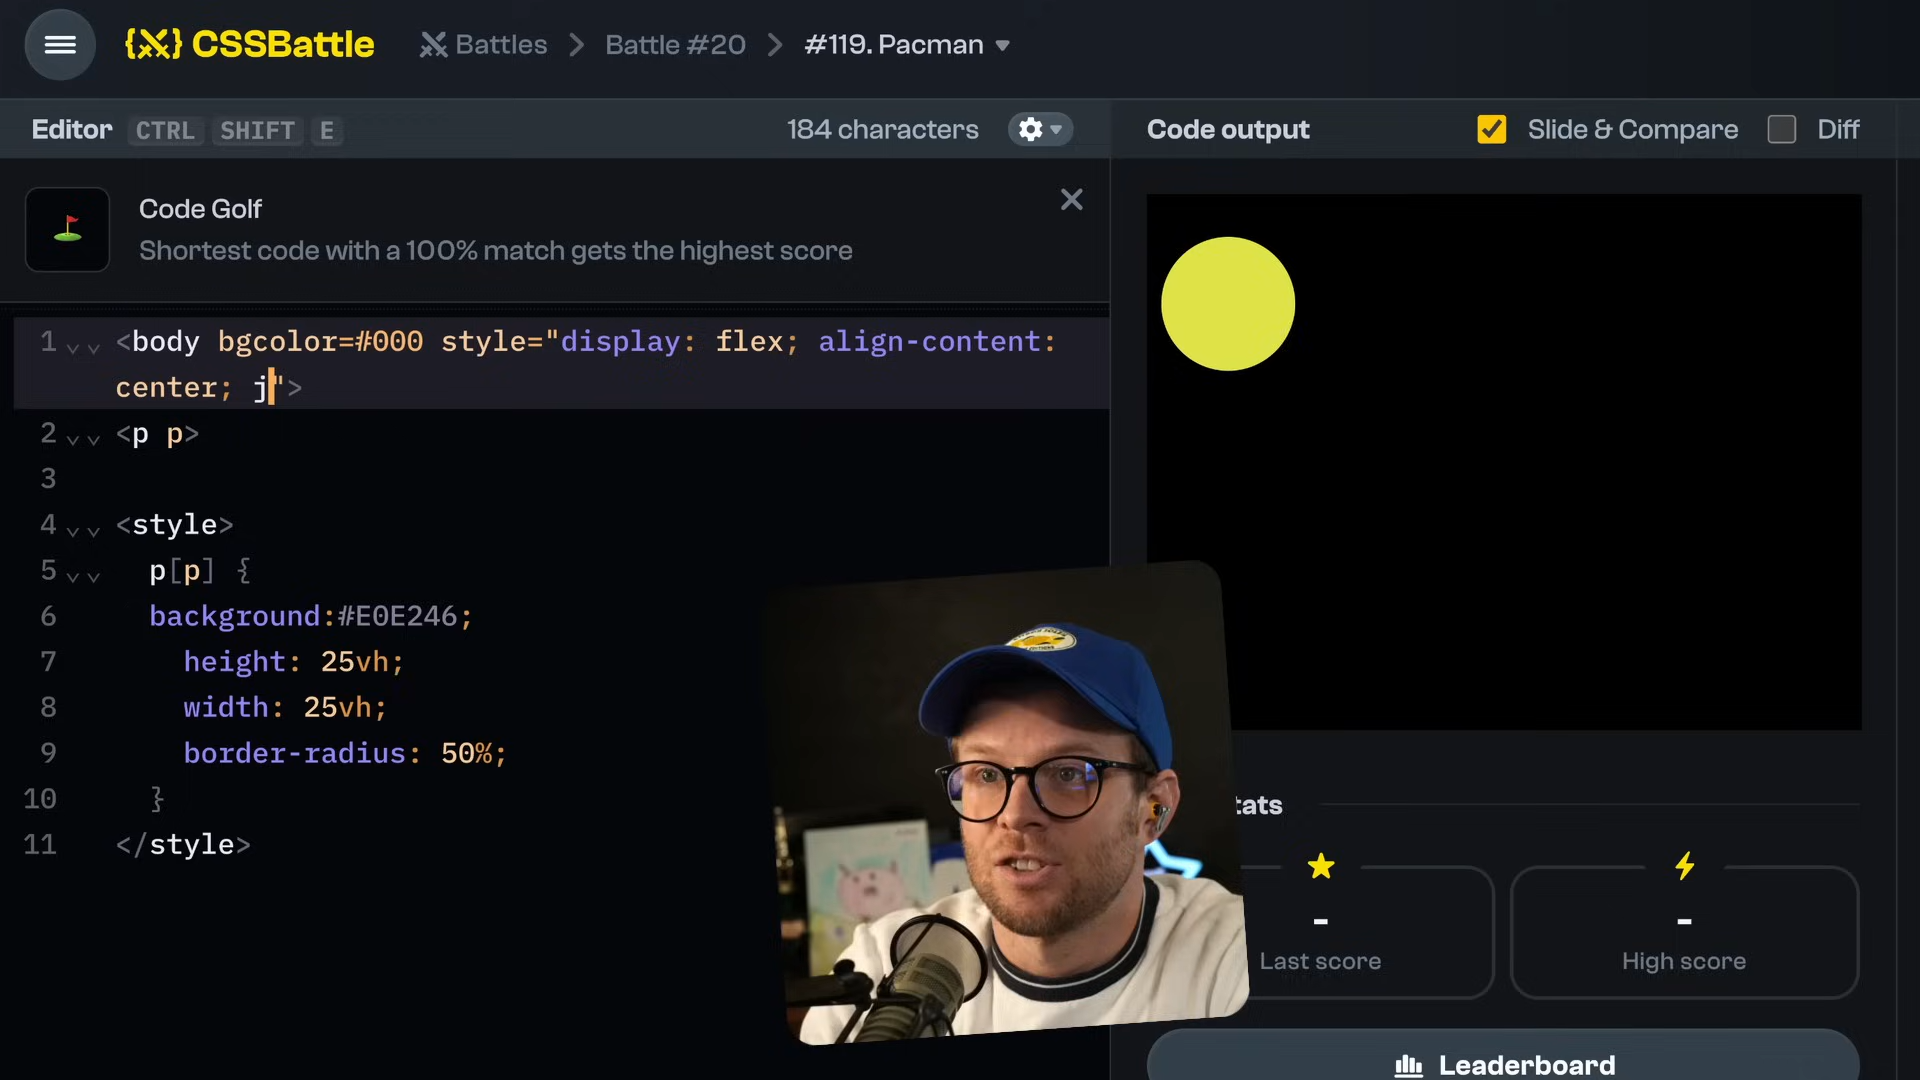 CSSBattle
Battles > Battle #20 > #119. Pacman
Editor CTRL SHIFT E
184 characters
Code output
Slide & Compare
Diff
Code Golf
Shortest code with a 100% match gets the highest score
1 <body bgcolor=#000 style="display: flex; align-content:
center; j">
2 <p p>
3
4 <style>
5 p[p] {
6 background:#E0E246;
7 height: 25vh;
8 width: 25vh;
9 border-radius: 50%;
10 }
11 </style>
tats
-
Last score
-
High score
Leaderboard